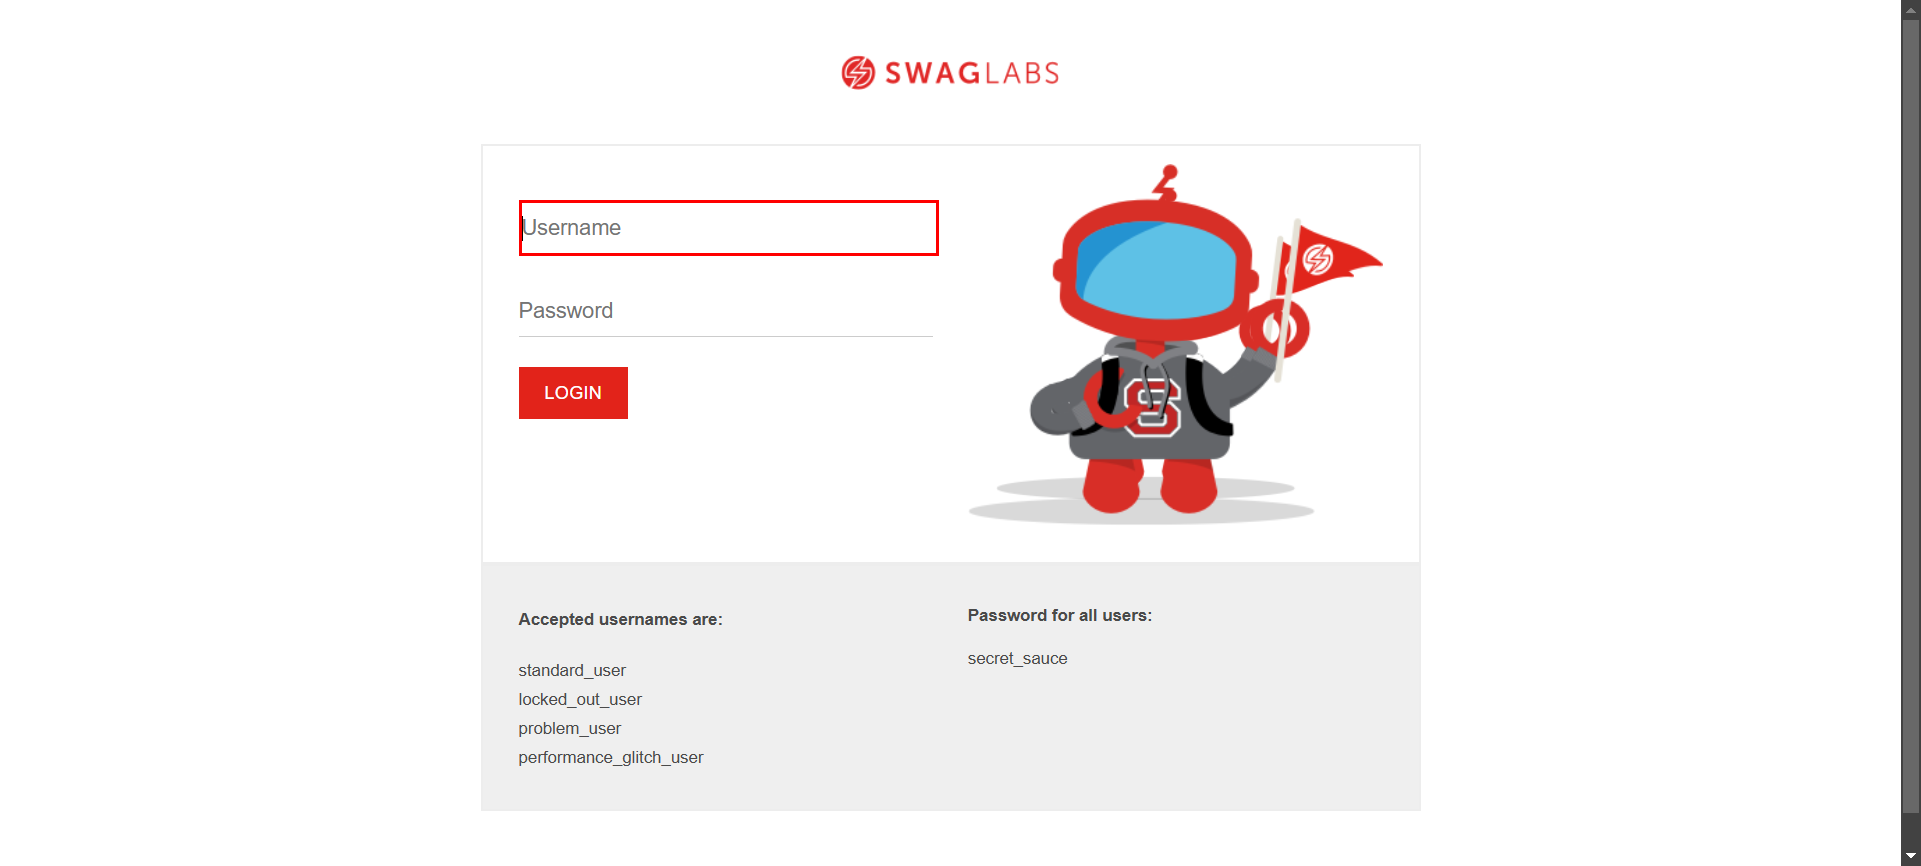 SWAGLABS
Username
Password
LOGIN
S
Accepted usernames are:
standard_user
locked_out_user
problem_user
performance_glitch_user
Password for all users:
secret_sauce